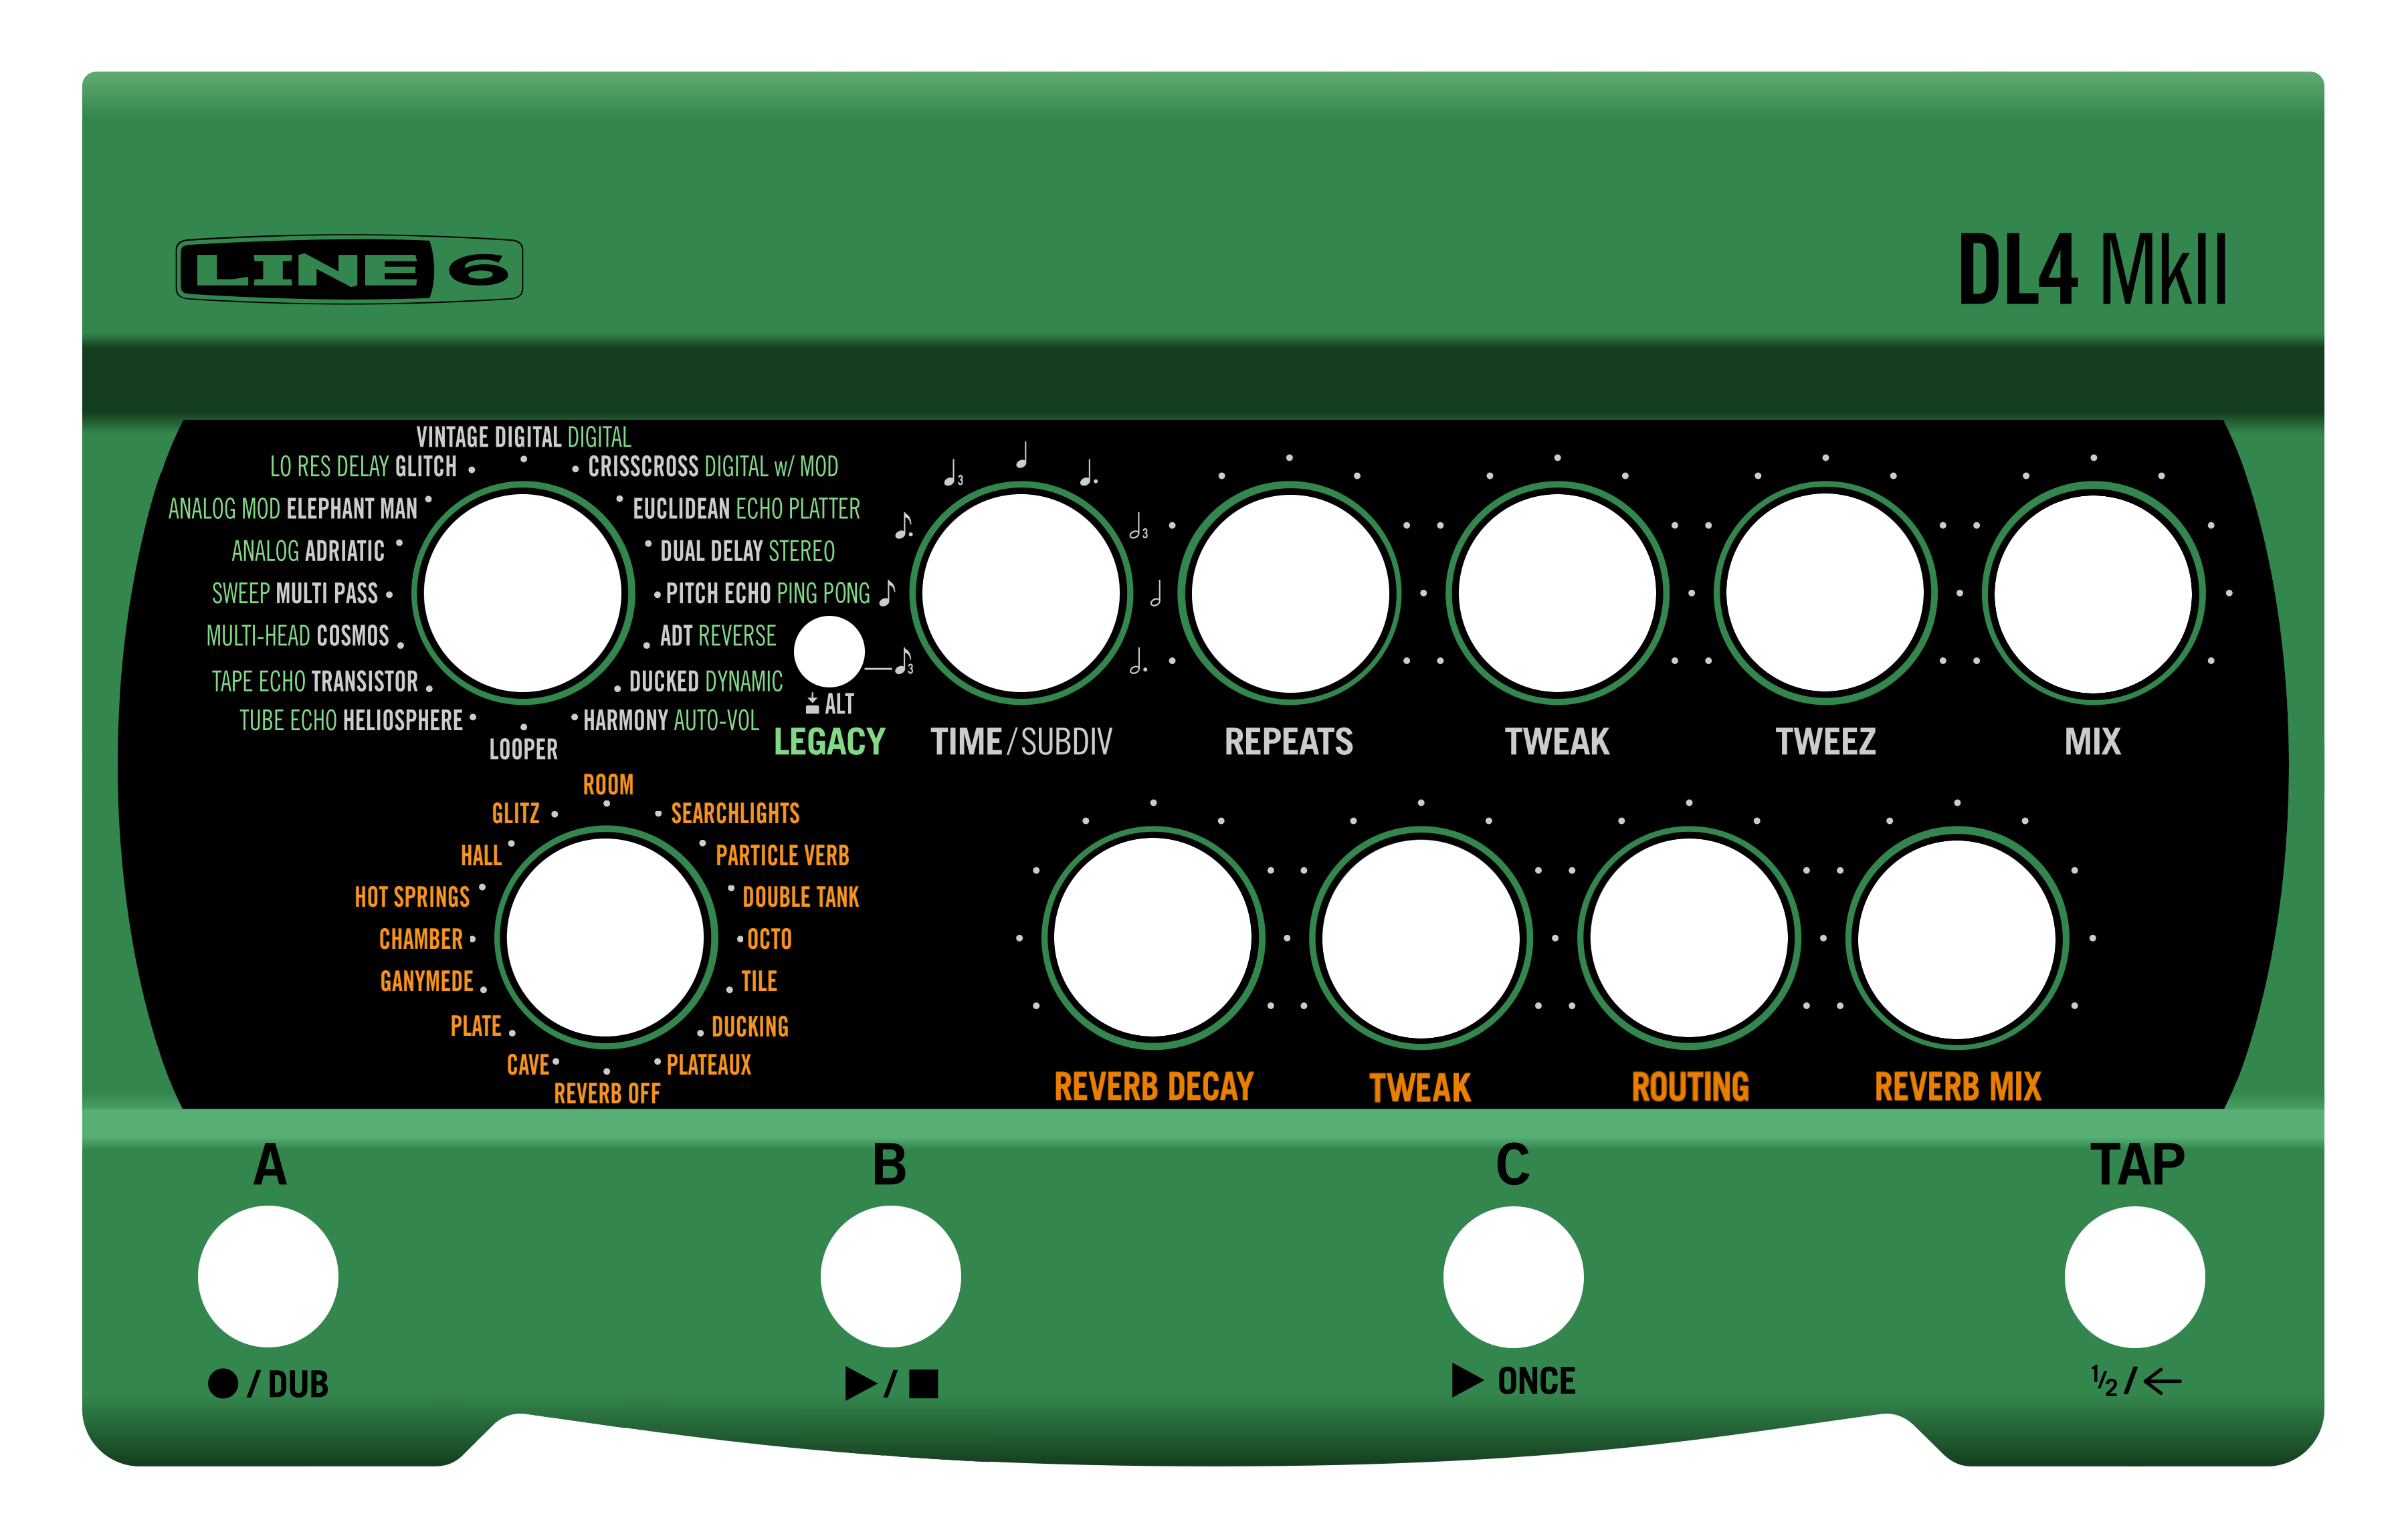 LINE 6
DL4 MkII
VINTAGE DIGITAL DIGITAL
LO RES DELAY GLITCH
CRISSCROSS DIGITAL w/ MOD
ANALOG MOD ELEPHANT MAN
EUCLIDEAN ECHO PLATTER
ANALOG ADRIATIC
DUAL DELAY STEREO
SWEEP MULTI PASS
PITCH ECHO PING PONG
MULTI-HEAD COSMOS
ADT REVERSE
TAPE ECHO TRANSISTOR
DUCKED DYNAMIC
TUBE ECHO HELIOSPHERE
HARMONY AUTO-VOL
LOOPER
ALT
LEGACY
3
3
3
TIME/SUBDIV
REPEATS
TWEAK
TWEEZ
MIX
ROOM
GLITZ
SEARCHLIGHTS
HALL
PARTICLE VERB
HOT SPRINGS
DOUBLE TANK
CHAMBER
OCTO
GANYMEDE
TILE
PLATE
DUCKING
CAVE
PLATEAUX
REVERB OFF
REVERB DECAY
TWEAK
ROUTING
REVERB MIX
A
B
C
TAP
●/DUB
▶/■
▶ ONCE
1/2/←